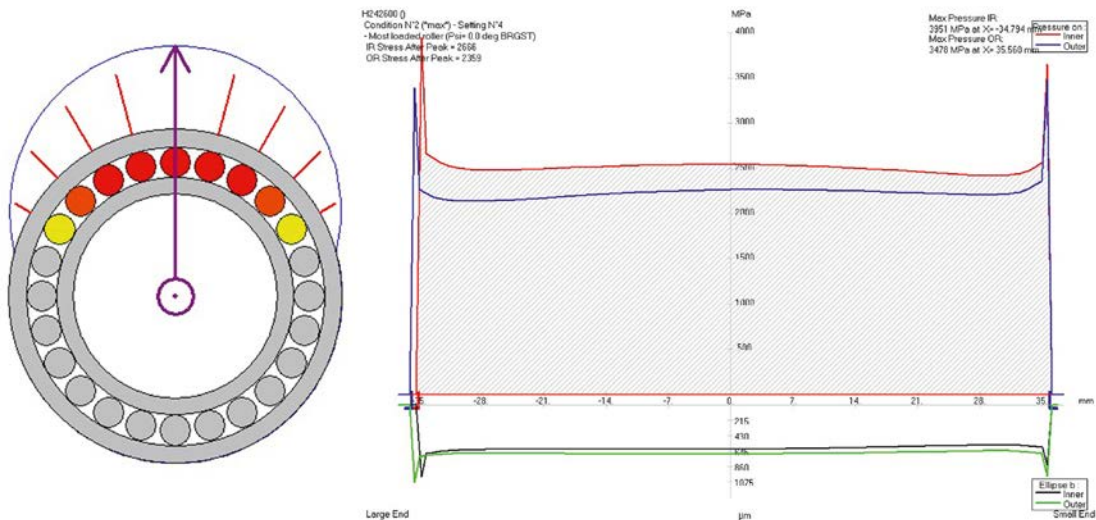 H242600 ()
Condition N°2 ("max") - Setting N°4
- Most loaded roller (Psi= 0.0 deg BRGST)
IR Stress After Peak = 2666
OR Stress After Peak = 2359
MPa
Max Pressure IR:
3951 MPa at X= -34.794 mm
Max Pressure OR:
3478 MPa at X= 35.560 mm
Pressure on :
Inner
Outer
4000
3500
3000
2500
2000
1500
1000
500
-35. -28. -21. -14. -7. 0. 7. 14. 21. 28. 35. mm
215
430
645
860
1075
Ellipse b :
Inner
Outer
Large End
µm
Small End